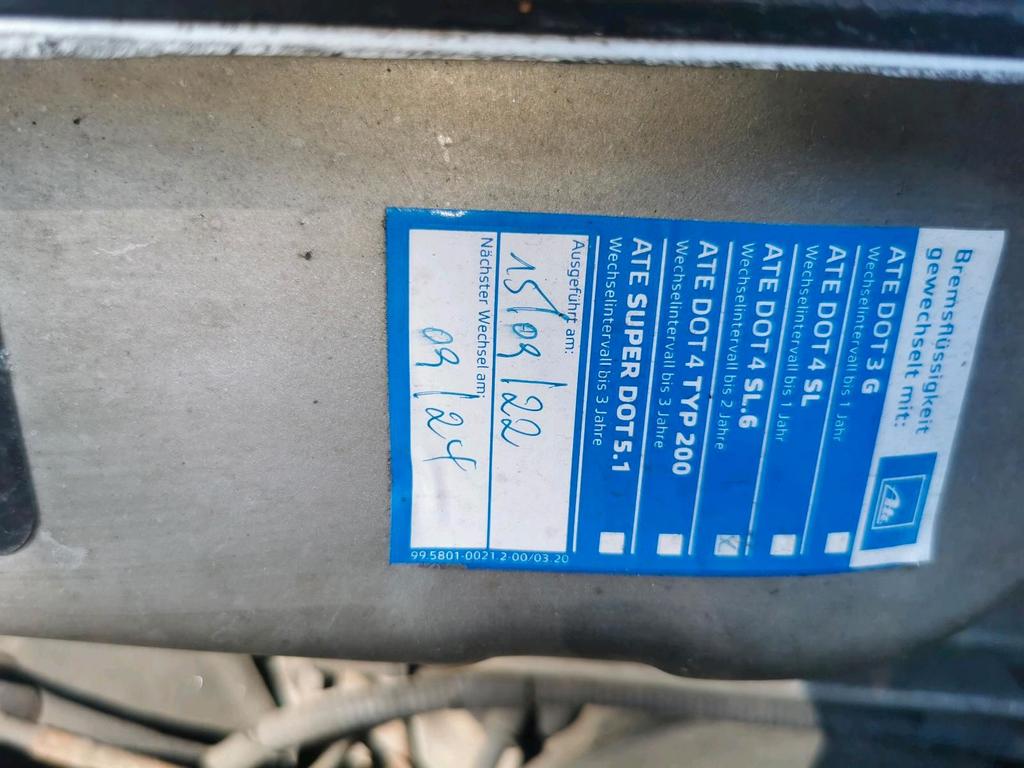 Bremsflüssigkeit
gewechselt mit:
Ate
ATE DOT 3 G
Wechselintervall bis 1 Jahr
ATE DOT 4 SL
Wechselintervall bis 1 Jahr
ATE DOT 4 SL.6
Wechselintervall bis 2 Jahre
ATE DOT 4 TYP 200
Wechselintervall bis 3 Jahre
ATE SUPER DOT 5.1
Wechselintervall bis 3 Jahre
Ausgeführt am:
15/09/22
Nächster Wechsel am:
09/24
99.5801-0021.2-00/03.20